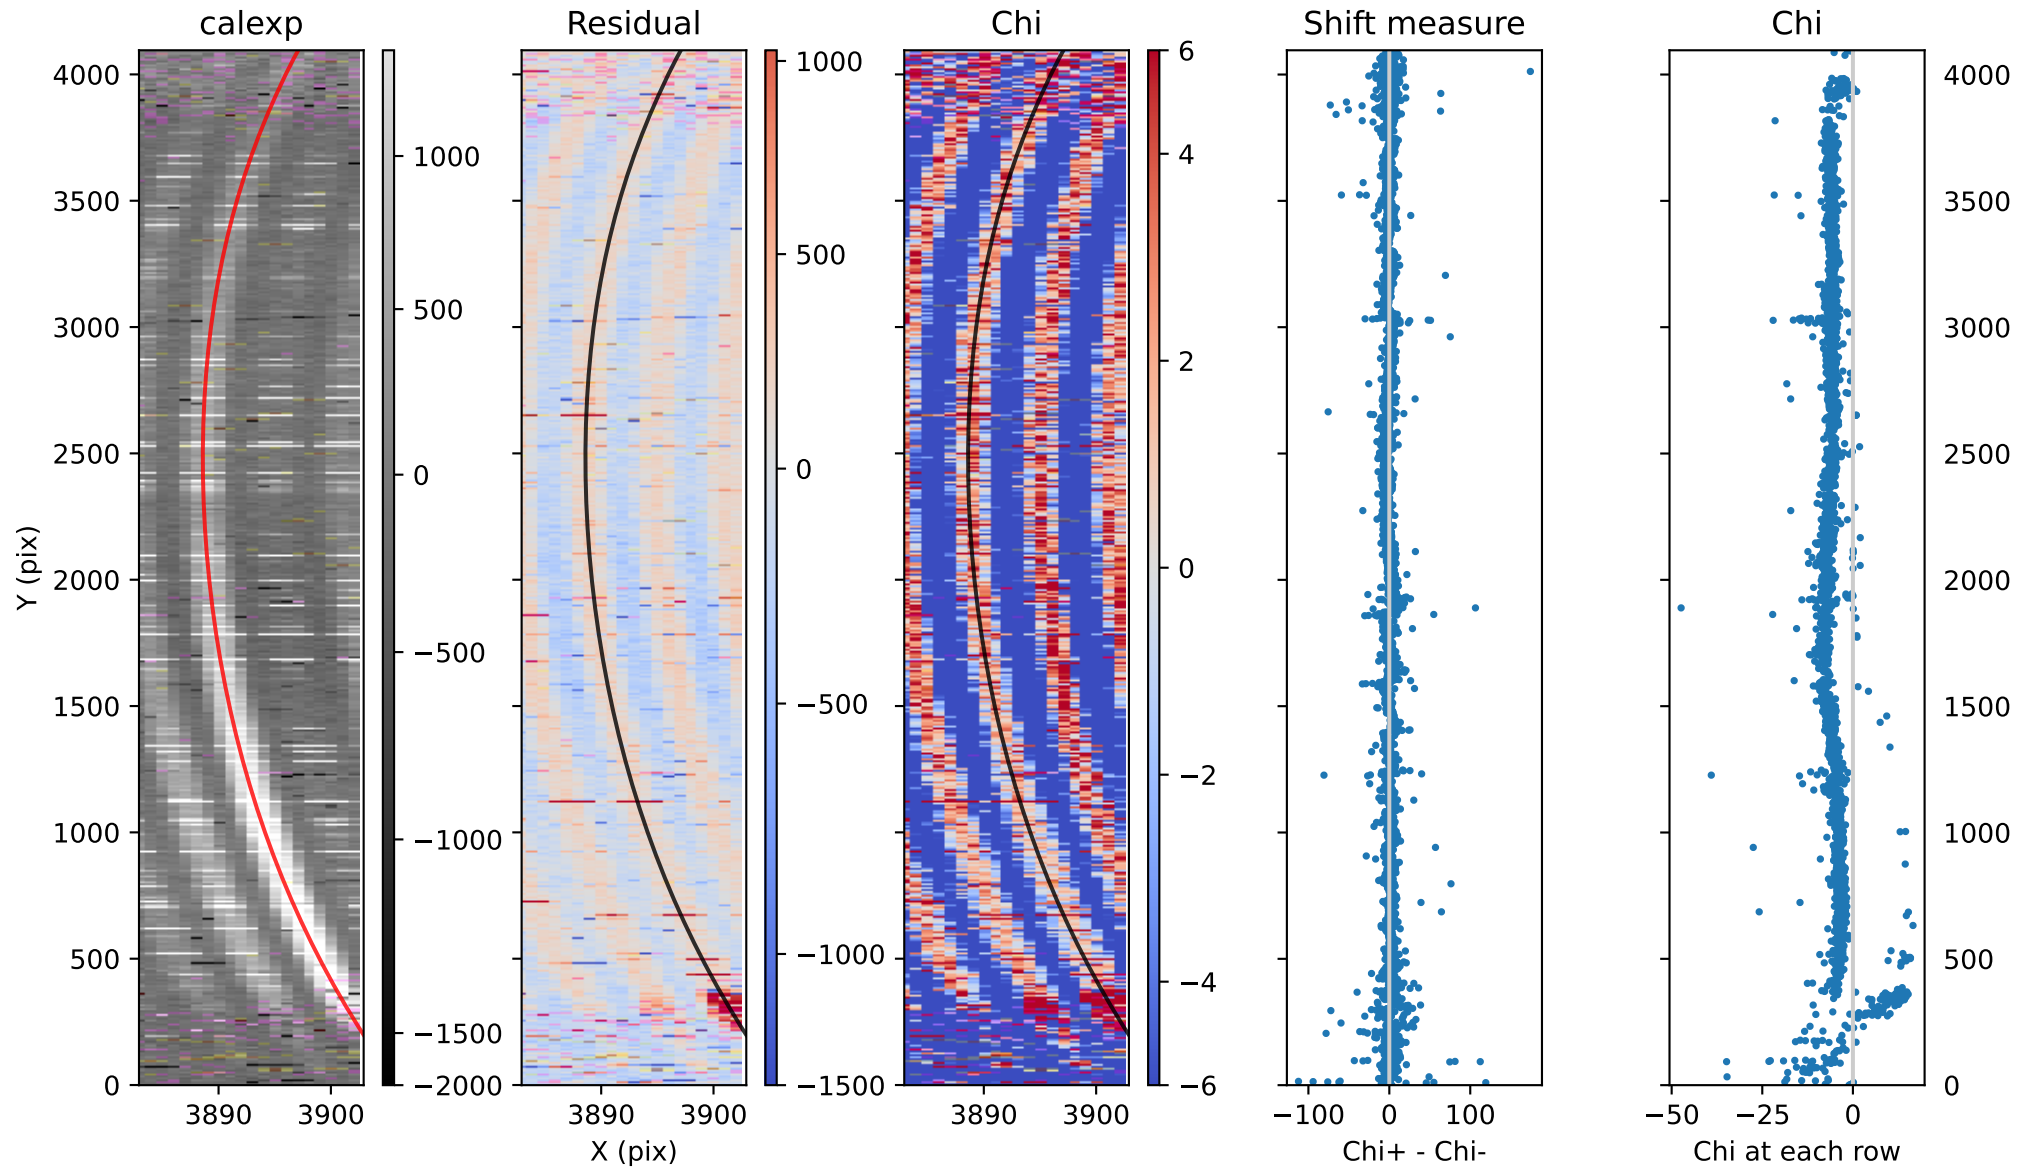 calexp Residual Chi Shift measure Chi
4000 1000 6 4000
1000 4
3500 500 3500
500
3000 2 3000
0
2500 0 2500
Y (pix)
2000 0 2000
−500
1500 −500 1500
−2
1000 −1000 1000
500 −1000 −4 500
−1500
0 −2000 −1500 −6 0
3890 3900 3890 3900 3890 3900 −100 0 100 −50 −25 0
X (pix) Chi+ - Chi- Chi at each row